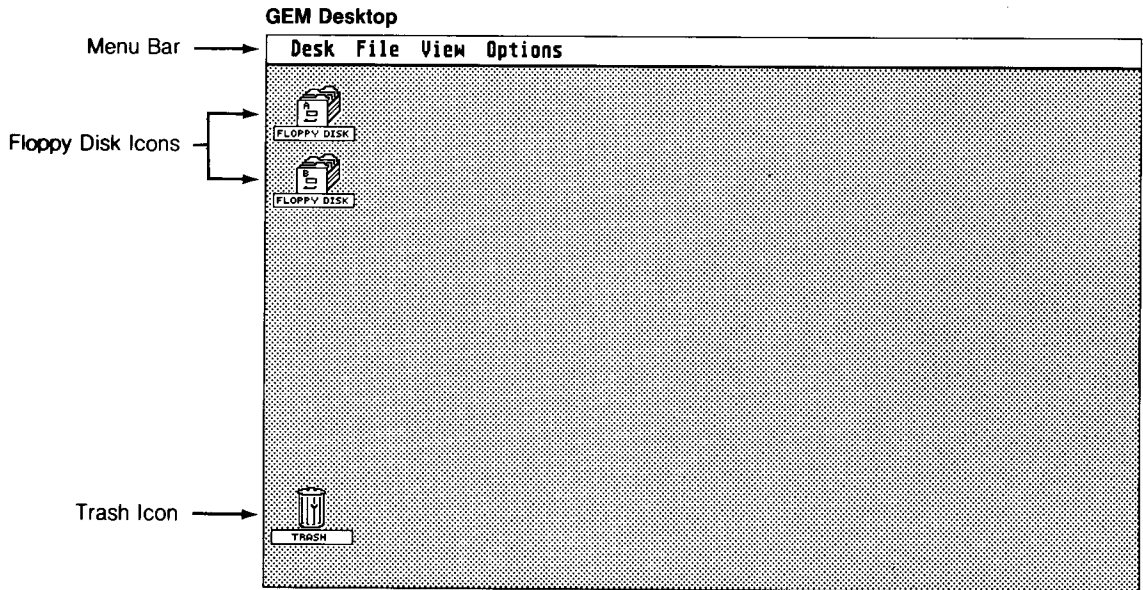 GEM Desktop
Menu Bar
Desk File View Options
A
FLOPPY DISK
Floppy Disk Icons
B
FLOPPY DISK
Trash Icon
TRASH